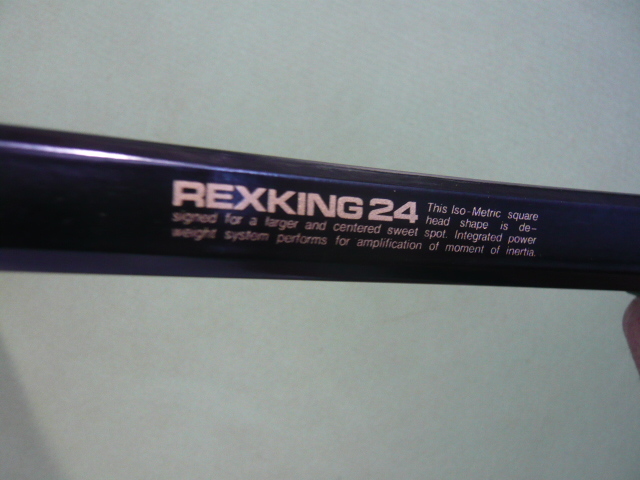 REXKING 24 This Iso-Metric square
head shape is de-
signed for a larger and centered sweet spot. Integrated power
weight system performs for amplification of moment of inertia.